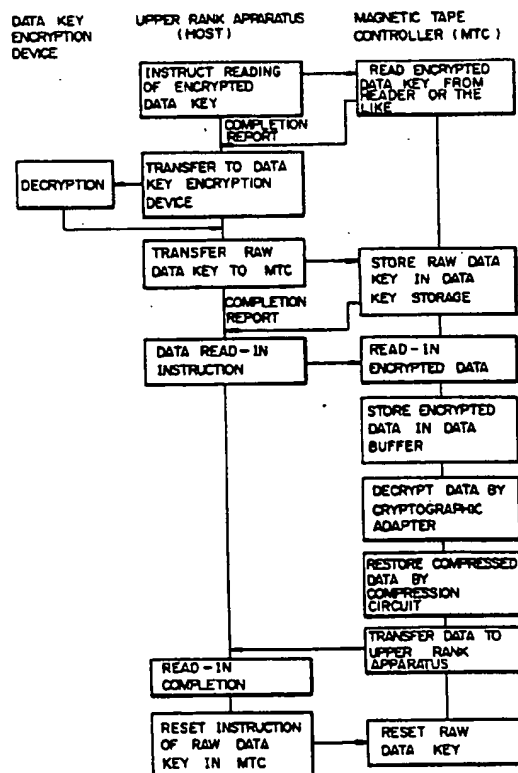 DATA KEY
ENCRYPTION
DEVICE
UPPER RANK APPARATUS
(HOST)
MAGNETIC TAPE
CONTROLLER (MTC)
INSTRUCT READING
OF ENCRYPTED
DATA KEY
READ ENCRYPTED
DATA KEY FROM
HEADER OR THE
LIKE
COMPLETION
REPORT
DECRYPTION
TRANSFER TO DATA
KEY ENCRYPTION
DEVICE
TRANSFER RAW
DATA KEY TO MTC
STORE RAW DATA
KEY IN DATA
KEY STORAGE
COMPLETION
REPORT
DATA READ-IN
INSTRUCTION
READ-IN
ENCRYPTED DATA
STORE ENCRYPTED
DATA IN DATA
BUFFER
DECRYPT DATA BY
CRYPTOGRAPHIC
ADAPTER
RESTORE COMPRESSED
DATA BY
COMPRESSION
CIRCUIT
TRANSFER DATA TO
UPPER RANK
APPARATUS
READ-IN
COMPLETION
RESET INSTRUCTION
OF RAW DATA
KEY IN MTC
RESET RAW
DATA KEY